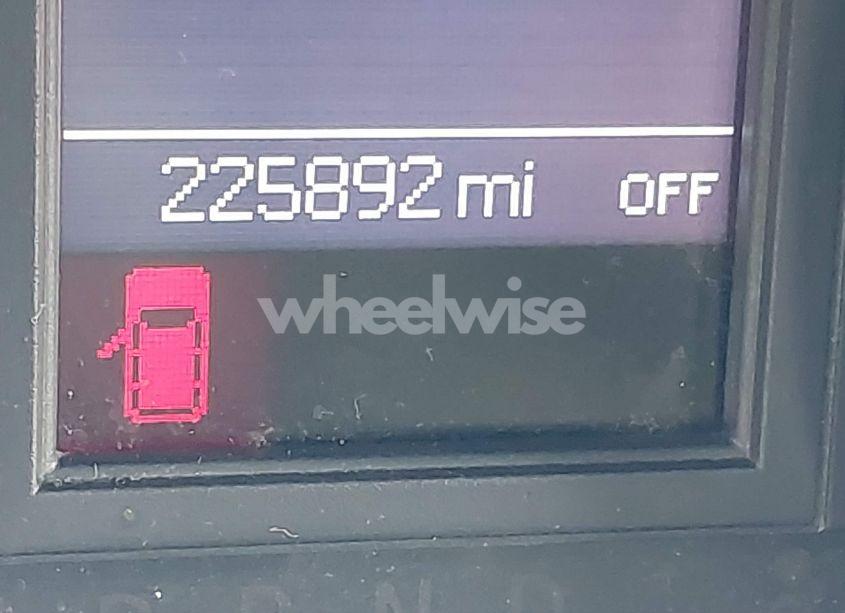 225892 mi OFF
wheelwise
P R N D